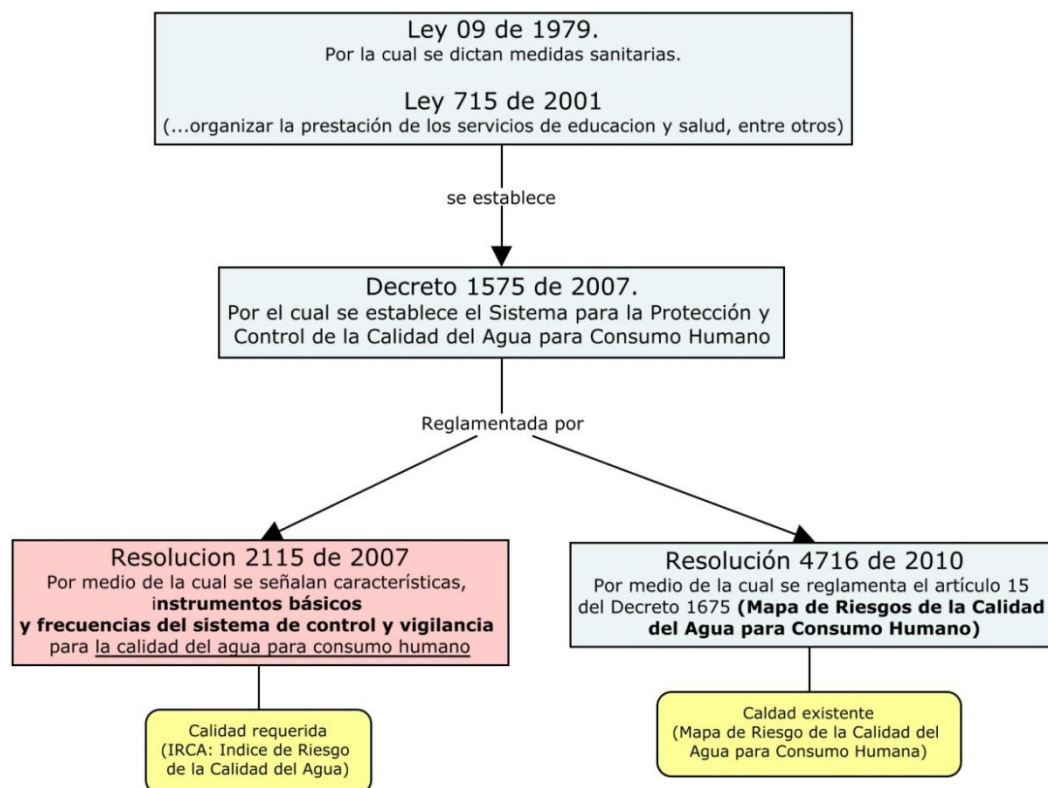 Ley 09 de 1979.
Por la cual se dictan medidas sanitarias.
Ley 715 de 2001
(...organizar la prestación de los servicios de educacion y salud, entre otros)
se establece
Decreto 1575 de 2007.
Por el cual se establece el Sistema para la Protección y
Control de la Calidad del Agua para Consumo Humano
Reglamentada por
Resolucion 2115 de 2007
Por medio de la cual se señalan características,
instrumentos básicos
y frecuencias del sistema de control y vigilancia
para la calidad del agua para consumo humano
Resolución 4716 de 2010
Por medio de la cual se reglamenta el artículo 15
del Decreto 1675 (Mapa de Riesgos de la Calidad
del Agua para Consumo Humano)
Calidad requerida
(IRCA: Indice de Riesgo
de la Calidad del Agua)
Caldad existente
(Mapa de Riesgo de la Calidad del
Agua para Consumo Humana)